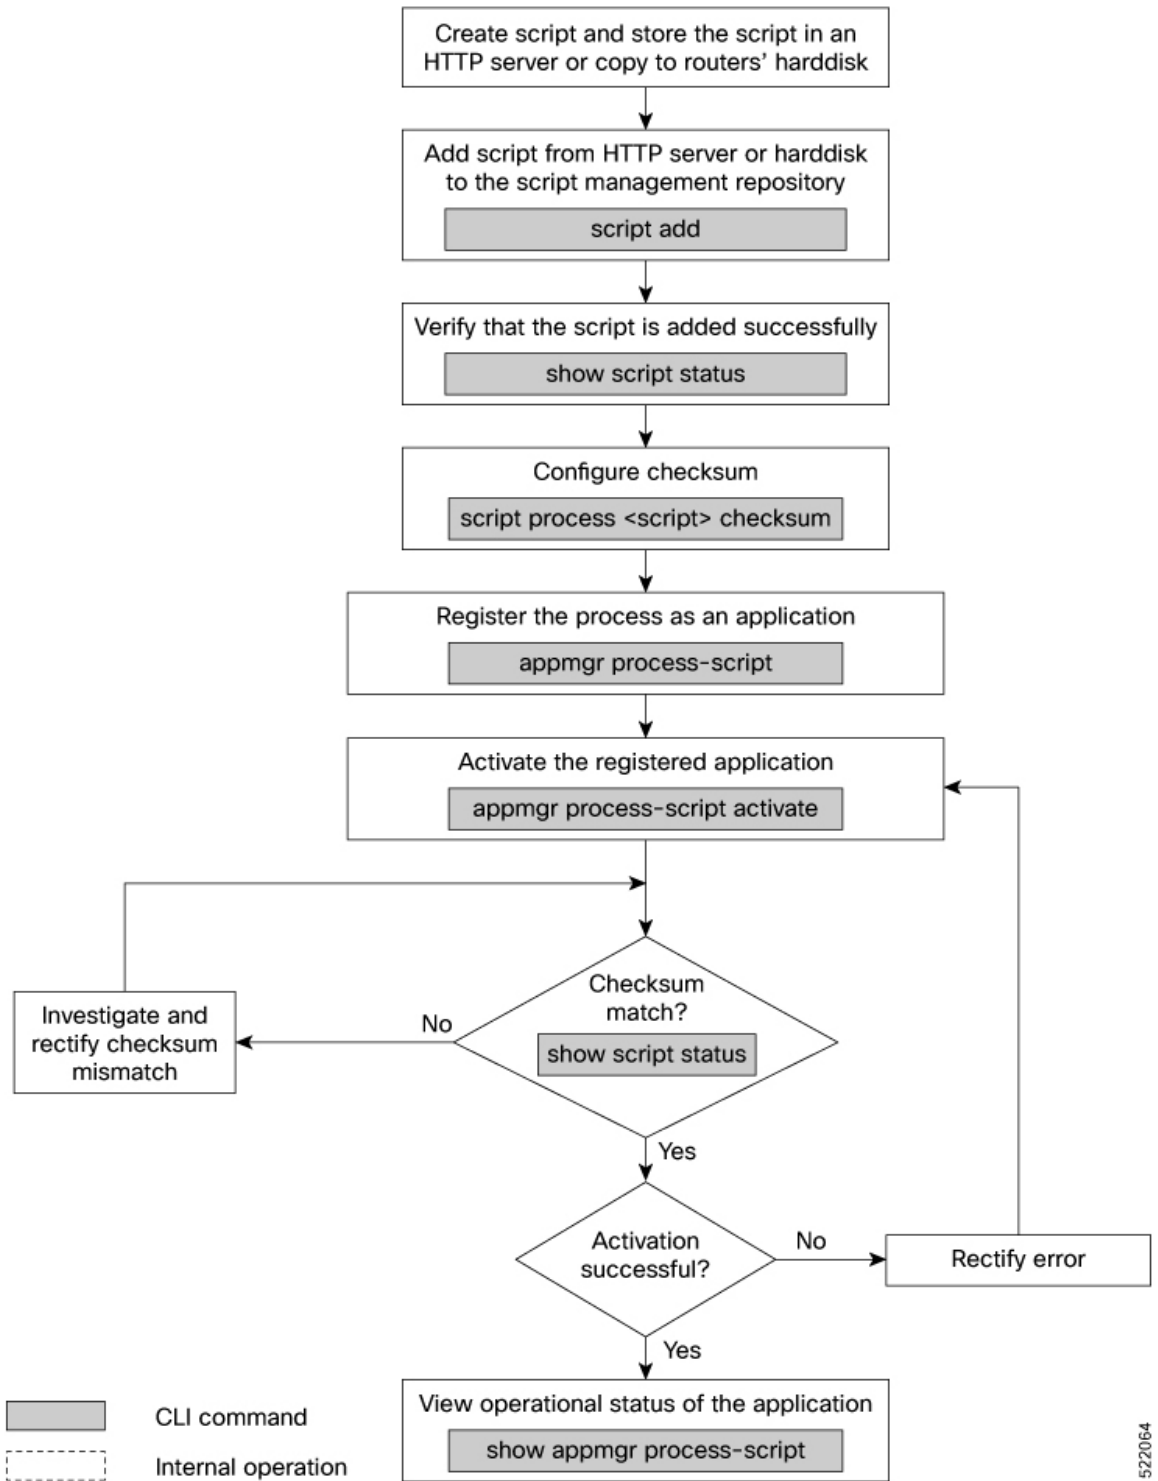 Create script and store the script in an
HTTP server or copy to routers' harddisk
Add script from HTTP server or harddisk
to the script management repository
script add
Verify that the script is added successfully
show script status
Configure checksum
script process <script> checksum
Register the process as an application
appmgr process-script
Activate the registered application
appmgr process-script activate
Checksum
match?
show script status
No
Investigate and
rectify checksum
mismatch
Yes
Activation
successful?
No
Rectify error
Yes
View operational status of the application
show appmgr process-script
CLI command
Internal operation
522064